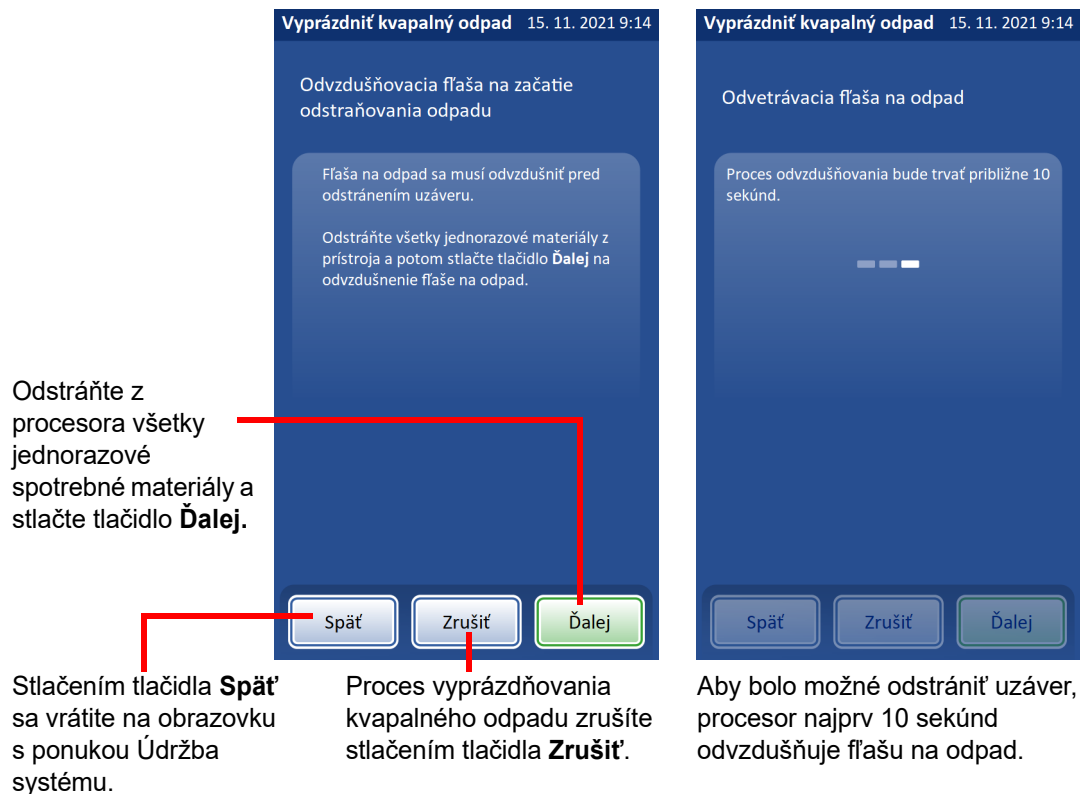 Vyprázdniť kvapalný odpad 15. 11. 2021 9:14
Odvzdušňovacia fľaša na začatie
odstraňovania odpadu
Fľaša na odpad sa musí odvzdušniť pred
odstránením uzáveru.
Odstráňte všetky jednorazové materiály z
prístroja a potom stlačte tlačidlo Ďalej na
odvzdušnenie fľaše na odpad.
Späť
Zrušiť
Ďalej
Vyprázdniť kvapalný odpad 15. 11. 2021 9:14
Odvetrávacia fľaša na odpad
Proces odvzdušňovania bude trvať približne 10
sekúnd.
Späť
Zrušiť
Ďalej
Odstráňte z
procesora všetky
jednorazové
spotrebné materiály a
stlačte tlačidlo Ďalej.
Stlačením tlačidla Späť
sa vrátite na obrazovku
s ponukou Údržba
systému.
Proces vyprázdňovania
kvapalného odpadu zrušíte
stlačením tlačidla Zrušiť.
Aby bolo možné odstrániť uzáver,
procesor najprv 10 sekúnd
odvzdušňuje fľašu na odpad.